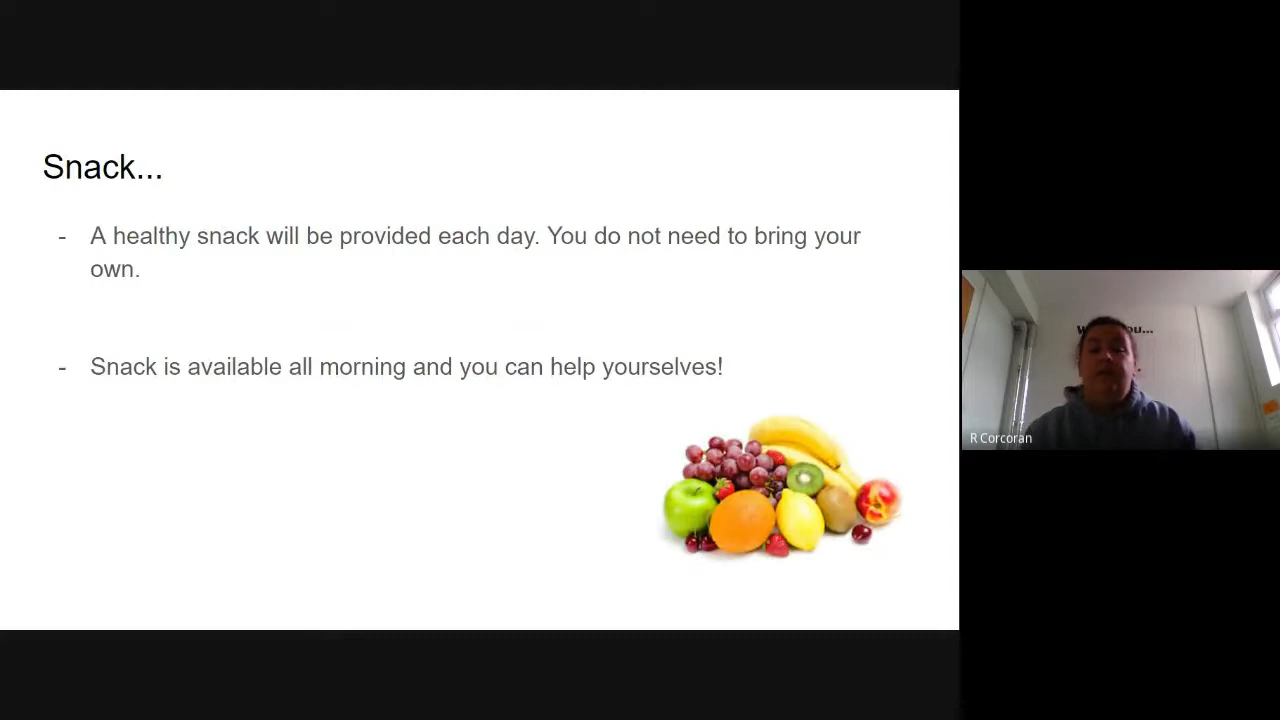 Snack...
- A healthy snack will be provided each day. You do not need to bring your
own.
- Snack is available all morning and you can help yourselves!
R Corcoran